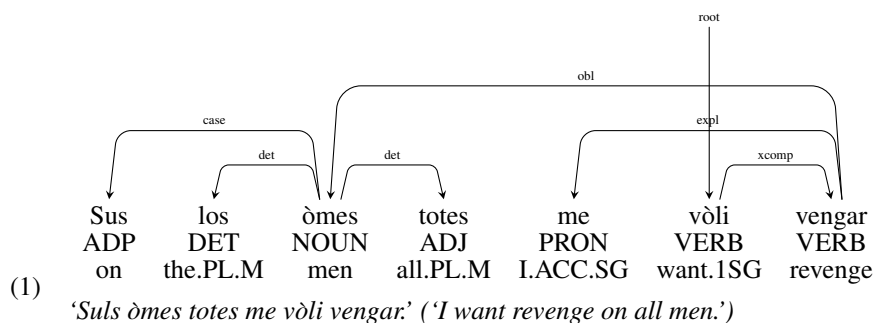 root
obl
case
expl
det
det
xcomp
Sus los òmes totes me vòli vengar
ADP DET NOUN ADJ PRON VERB VERB
on the.PL.M men all.PL.M I.ACC.SG want.1SG revenge
(1)
‘Suls òmes totes me vòli vengar.’ (‘I want revenge on all men.’)